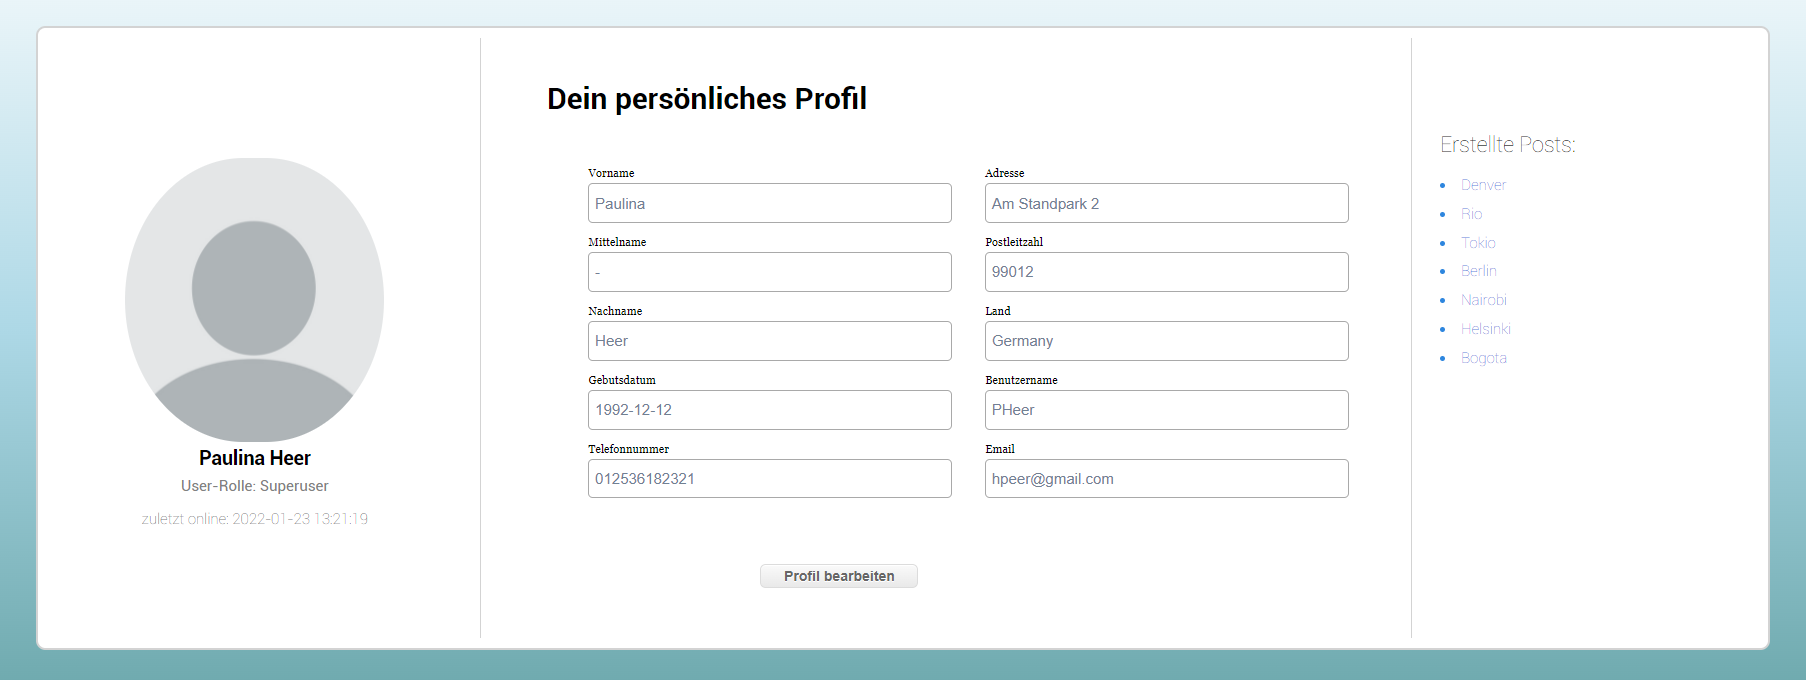 Paulina Heer
User-Rolle: Superuser
zuletzt online: 2022-01-23 13:21:19
Dein persönliches Profil
Vorname
Paulina
Adresse
Am Standpark 2
Mittelname
-
Postleitzahl
99012
Nachname
Heer
Land
Germany
Gebutsdatum
1992-12-12
Benutzername
PHeer
Telefonnummer
012536182321
Email
hpeer@gmail.com
Profil bearbeiten
Erstellte Posts:
Denver
Rio
Tokio
Berlin
Nairobi
Helsinki
Bogota